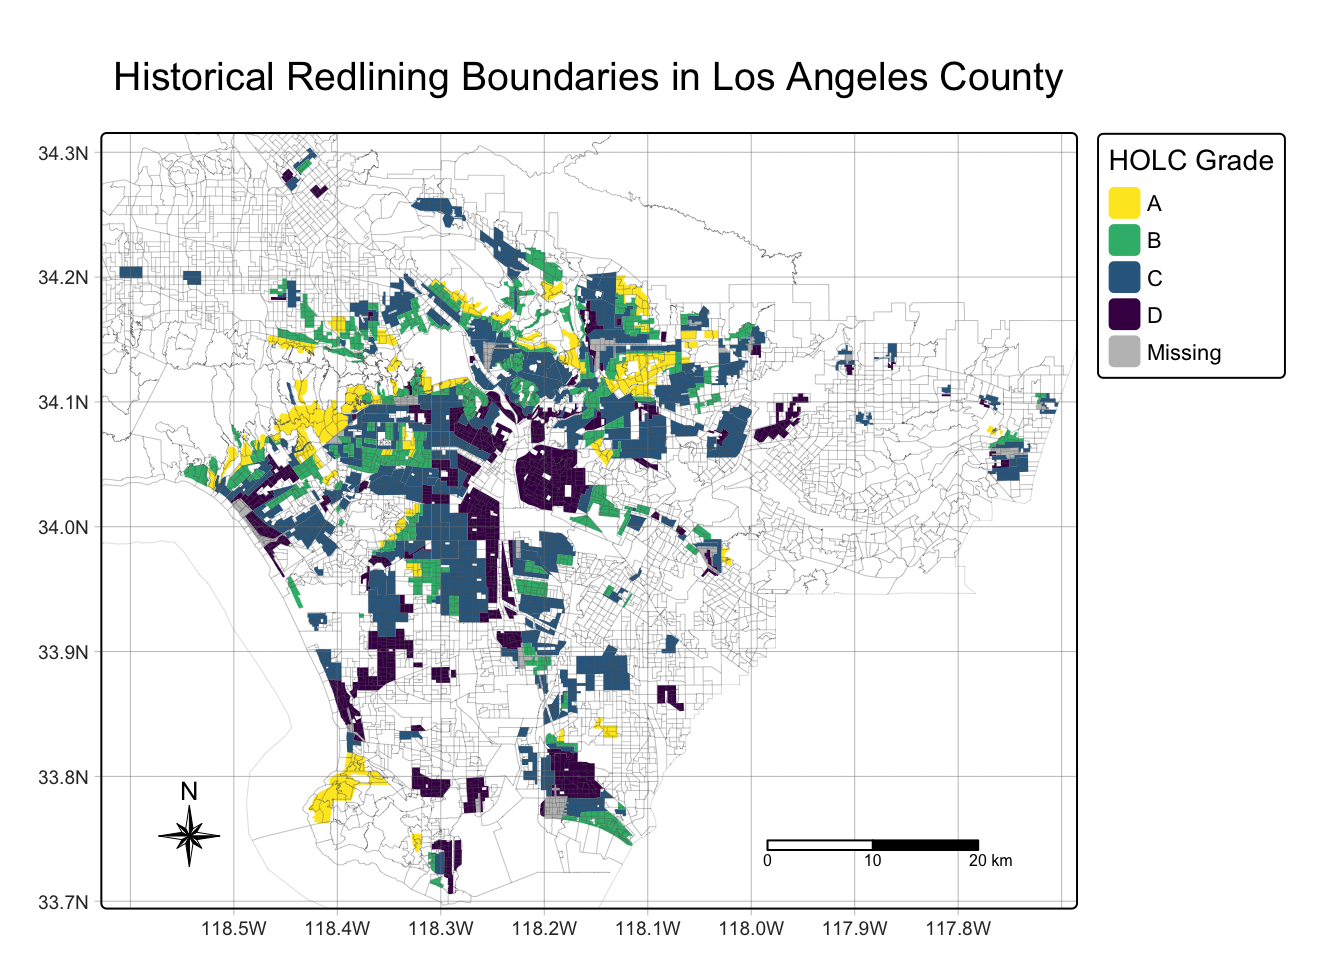 Historical Redlining Boundaries in Los Angeles County
34.3N
34.2N
34.1N
34.0N
33.9N
33.8N
33.7N
118.5W
118.4W
118.3W
118.2W
118.1W
118.0W
117.9W
117.8W
N
0
10
20 km
HOLC Grade
A
B
C
D
Missing